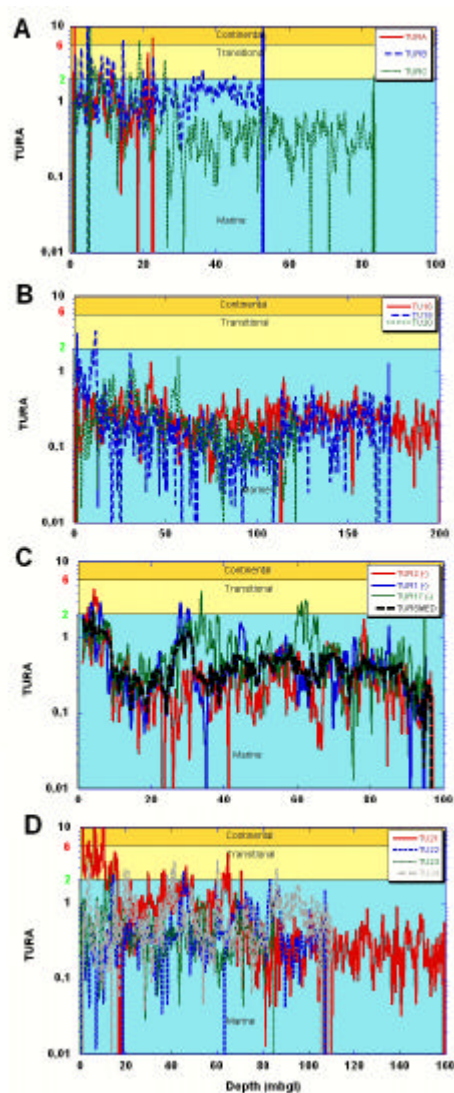 A
10
6
2
1
0,1
0,01
TURA
Continental
Transitional
Marine
TURA
TURB
TURC
0 20 40 60 80 100
B
10
6
2
1
0,1
0,01
TURA
Continental
Transitional
Marine
TU16
TU18
TU20
0 50 100 150 200
C
10
6
2
1
0,1
0,01
TURA
Continental
Transitional
Marine
0 20 40 60 80 100
D
10
6
2
1
0,1
0,01
TURA
Continental
Transitional
Marine
TU21
TU22
TU23
0 20 40 60 80 100 120 140 160
Depth (mbgl)